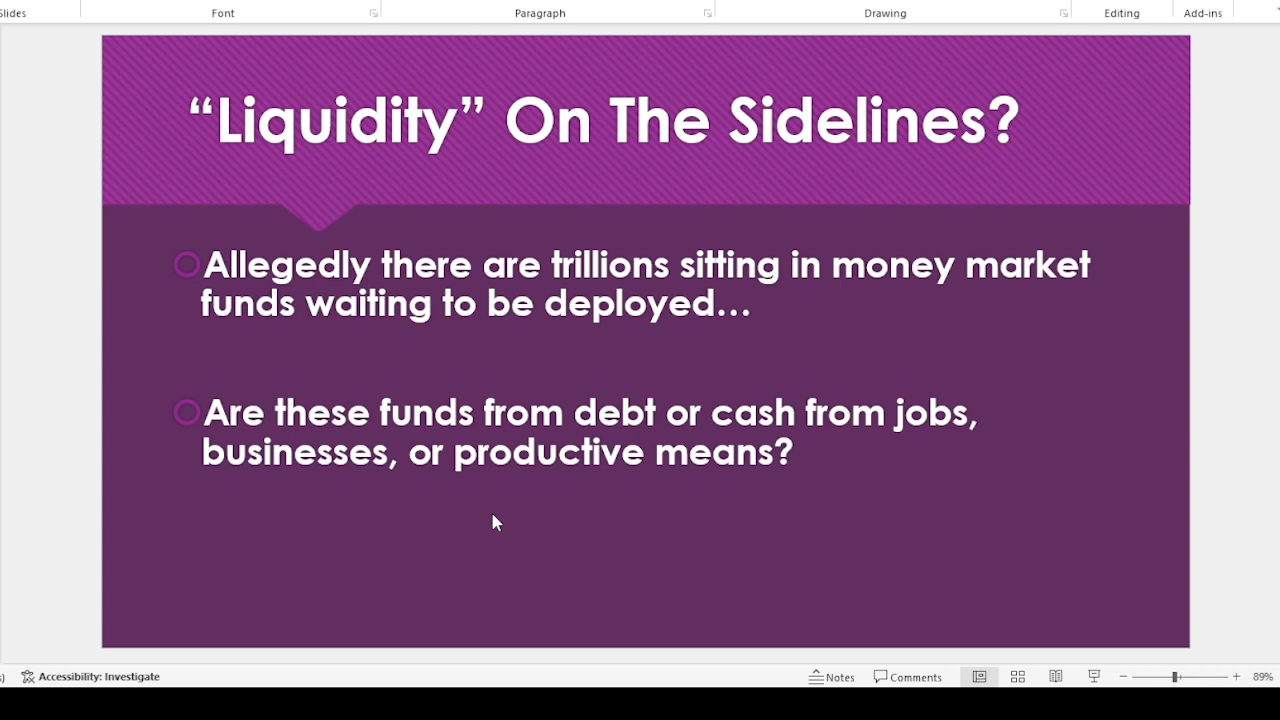 Slides Font Paragraph Drawing Editing Add-ins
“Liquidity” On The Sidelines?
Allegedly there are trillions sitting in money market
funds waiting to be deployed...
Are these funds from debt or cash from jobs,
businesses, or productive means?
Accessibility: Investigate Notes Comments 89%